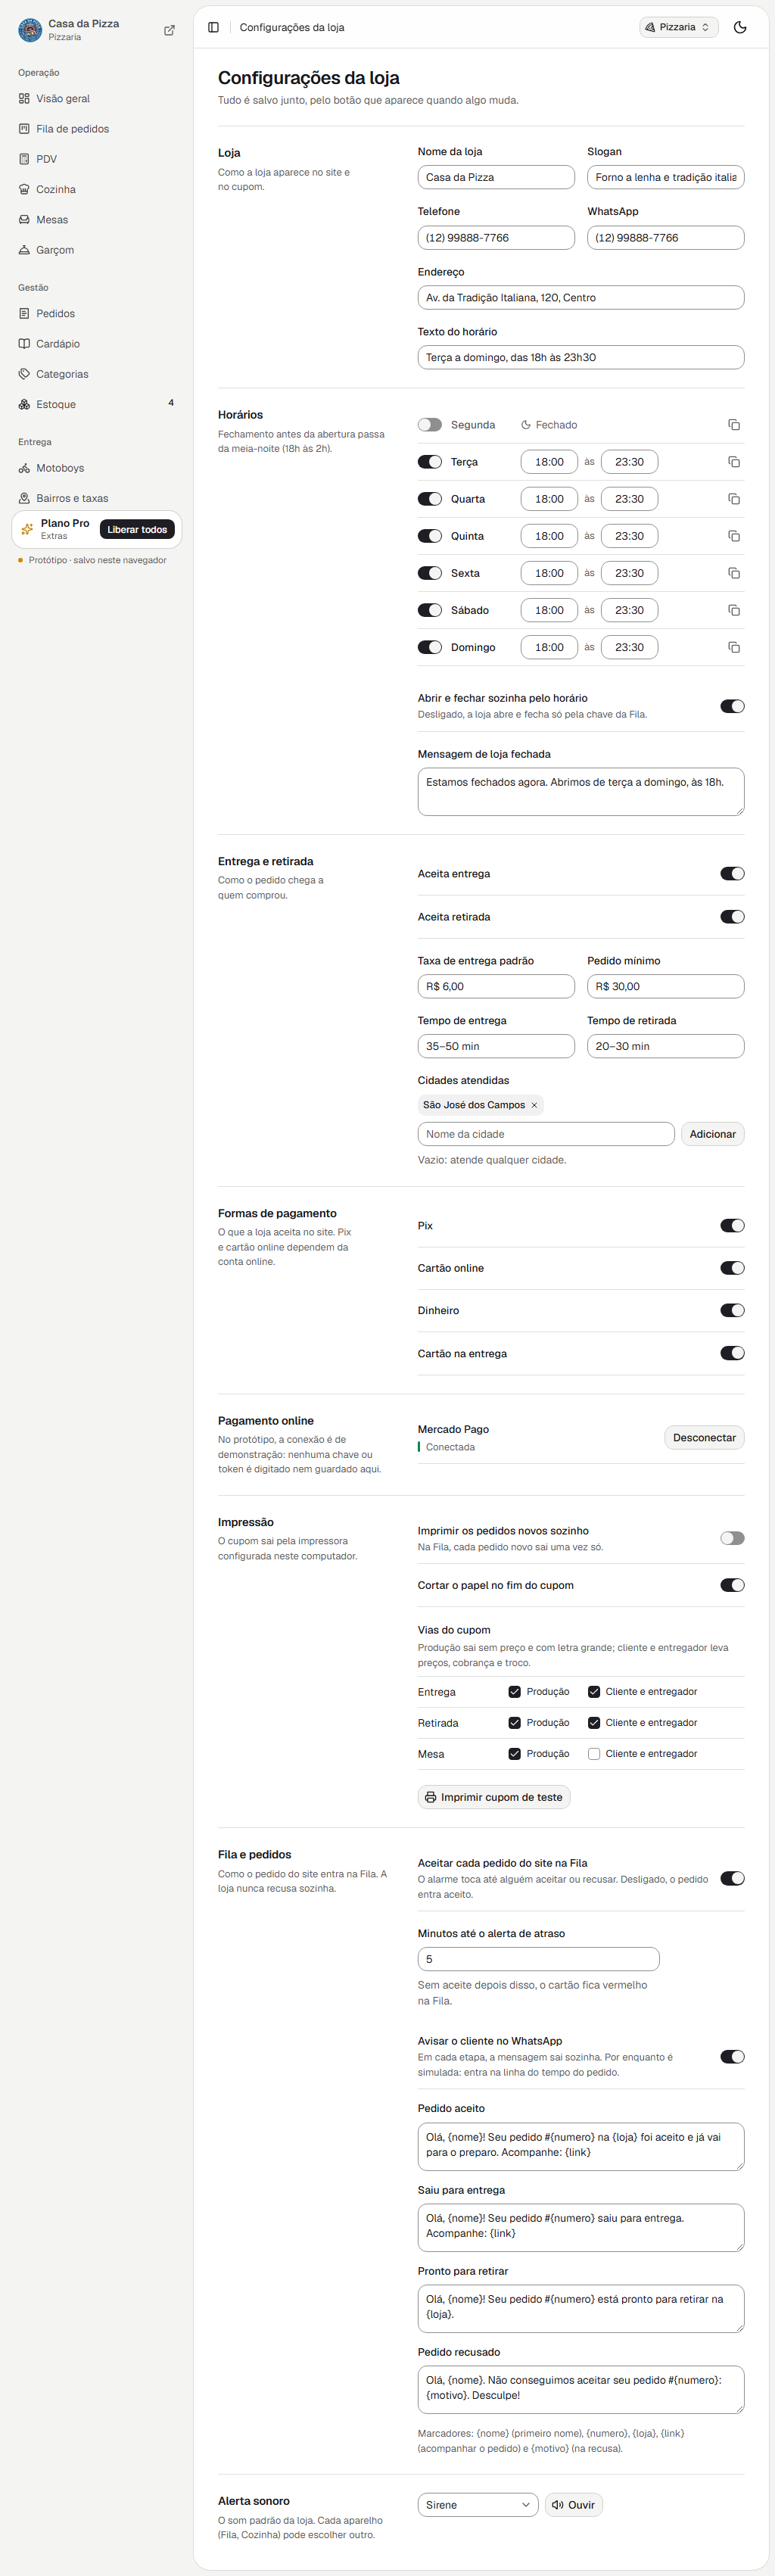 Casa da Pizza
Pizzaria
Operação
Visão geral
Fila de pedidos
PDV
Cozinha
Mesas
Garçom
Gestão
Pedidos
Cardápio
Categorias
Estoque 4
Entrega
Motoboys
Bairros e taxas
Plano Pro
Extras
Liberar todos
Protótipo · salvo neste navegador
Configurações da loja
Pizzaria
Configurações da loja
Tudo é salvo junto, pelo botão que aparece quando algo muda.
Loja
Como a loja aparece no site e
no cupom.
Nome da loja Slogan
Casa da Pizza Forno a lenha e tradição italia
Telefone WhatsApp
(12) 99888-7766 (12) 99888-7766
Endereço
Av. da Tradição Italiana, 120, Centro
Texto do horário
Terça a domingo, das 18h às 23h30
Horários
Fechamento antes da abertura passa
da meia-noite (18h às 2h).
Segunda Fechado
Terça 18:00 às 23:30
Quarta 18:00 às 23:30
Quinta 18:00 às 23:30
Sexta 18:00 às 23:30
Sábado 18:00 às 23:30
Domingo 18:00 às 23:30
Abrir e fechar sozinha pelo horário
Desligado, a loja abre e fecha só pela chave da Fila.
Mensagem de loja fechada
Estamos fechados agora. Abrimos de terça a domingo, às 18h.
Entrega e retirada
Como o pedido chega a
quem comprou.
Aceita entrega
Aceita retirada
Taxa de entrega padrão Pedido mínimo
R$ 6,00 R$ 30,00
Tempo de entrega Tempo de retirada
35–50 min 20–30 min
Cidades atendidas
São José dos Campos ×
Nome da cidade Adicionar
Vazio: atende qualquer cidade.
Formas de pagamento
O que a loja aceita no site. Pix
e cartão online dependem da
conta online.
Pix
Cartão online
Dinheiro
Cartão na entrega
Pagamento online
No protótipo, a conexão é de
demonstração: nenhuma chave ou
token é digitado nem guardado aqui.
Mercado Pago
Conectada
Desconectar
Impressão
O cupom sai pela impressora
configurada neste computador.
Imprimir os pedidos novos sozinho
Na Fila, cada pedido novo sai uma vez só.
Cortar o papel no fim do cupom
Vias do cupom
Produção sai sem preço e com letra grande; cliente e entregador leva
preços, cobrança e troco.
Entrega Produção Cliente e entregador
Retirada Produção Cliente e entregador
Mesa Produção Cliente e entregador
Imprimir cupom de teste
Fila e pedidos
Como o pedido do site entra na Fila. A
loja nunca recusa sozinha.
Aceitar cada pedido do site na Fila
O alarme toca até alguém aceitar ou recusar. Desligado, o pedido
entra aceito.
Minutos até o alerta de atraso
5
Sem aceite depois disso, o cartão fica vermelho
na Fila.
Avisar o cliente no WhatsApp
Em cada etapa, a mensagem sai sozinha. Por enquanto é
simulada: entra na linha do tempo do pedido.
Pedido aceito
Olá, {nome}! Seu pedido #{numero} na {loja} foi aceito e já vai
para o preparo. Acompanhe: {link}
Saiu para entrega
Olá, {nome}! Seu pedido #{numero} saiu para entrega.
Acompanhe: {link}
Pronto para retirar
Olá, {nome}! Seu pedido #{numero} está pronto para retirar na
{loja}.
Pedido recusado
Olá, {nome}. Não conseguimos aceitar seu pedido #{numero}:
{motivo}. Desculpe!
Marcadores: {nome} (primeiro nome), {numero}, {loja}, {link}
(acompanhar o pedido) e {motivo} (na recusa).
Alerta sonoro
O som padrão da loja. Cada aparelho
(Fila, Cozinha) pode escolher outro.
Sirene Ouvir